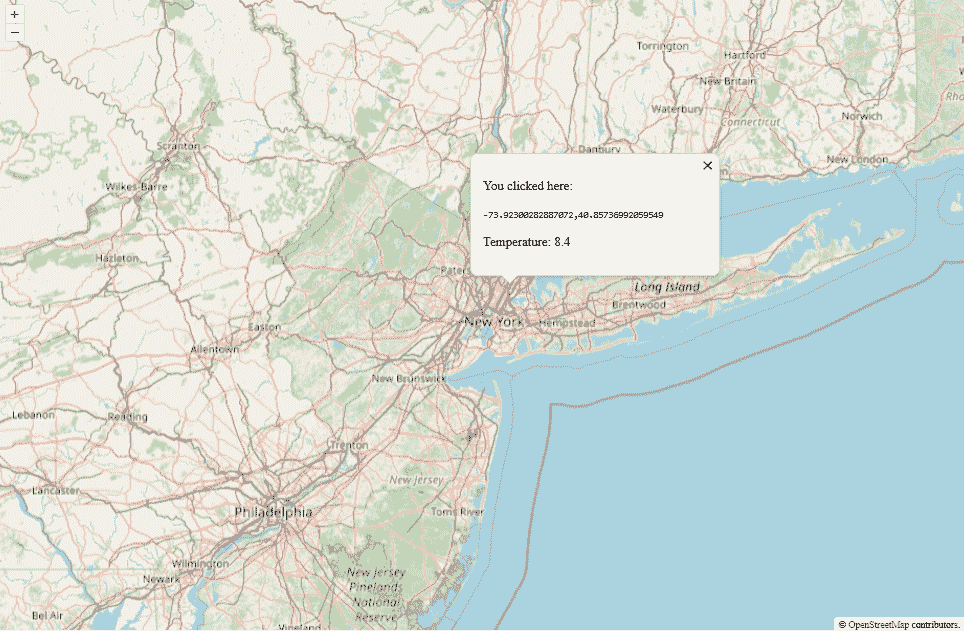 +
−
Torrington
Hartford
New Britain
Waterbury
Connecticut
Norwich
Danbury
New London
Scranton
Wilkes-Barre
×
You clicked here:
-73.92300282887072,40.85736992059549
Temperature: 8.4
Hazleton
Long Island
Brentwood
New York
Hempstead
Easton
Allentown
New Brunswick
Lebanon
Reading
Trenton
New Jersey
Lancaster
Philadelphia
Toms River
Wilmington
Newark
New Jersey
Pinelands
National
Reserve
Bel Air
Vineland
© OpenStreetMap contributors.